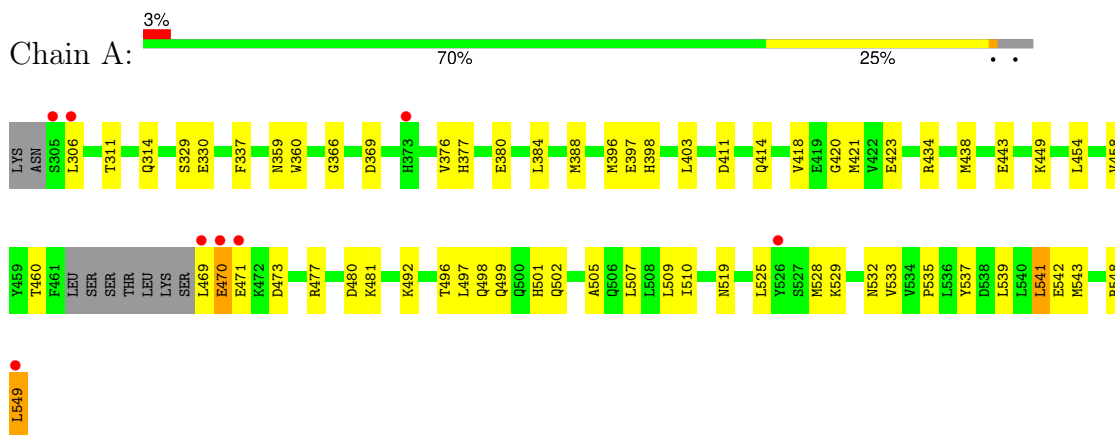 3%
Chain A:
70% 25% • •
LYS ASN S305 L306 T311 Q314 S329 E330 F337 N359 W360 G366 D369 H373 V376 H377 E380 L384 M388 M396 E397 H398 L403 D411 Q414 V418 E419 G420 M421 V422 E423 R434 M438 E443 K449 L454 V458
Y459 T460 F461 LEU SER SER THR LEU LYS SER L469 E470 E471 K472 D473 R477 D480 K481 K492 T496 L497 Q498 Q499 Q500 H501 Q502 A505 Q506 L507 L508 L509 I510 N519 L525 Y526 S527 M528 K529 N532 V533 V534 P535 L536 Y537 D538 L539 L540 L541 E542 M543 R548
L549